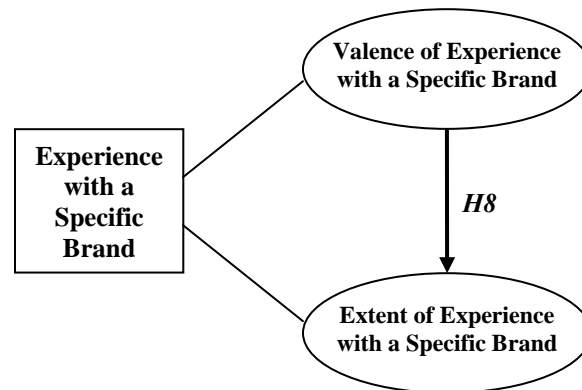 Valence of Experience
with a Specific Brand
Experience
with a
Specific
Brand
H8
Extent of Experience
with a Specific Brand